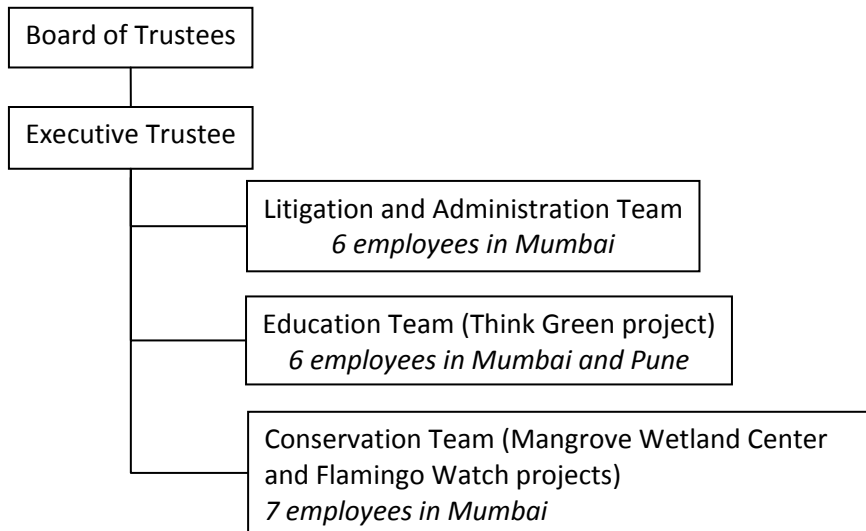 Board of Trustees
Executive Trustee
Litigation and Administration Team
6 employees in Mumbai
Education Team (Think Green project)
6 employees in Mumbai and Pune
Conservation Team (Mangrove Wetland Center
and Flamingo Watch projects)
7 employees in Mumbai